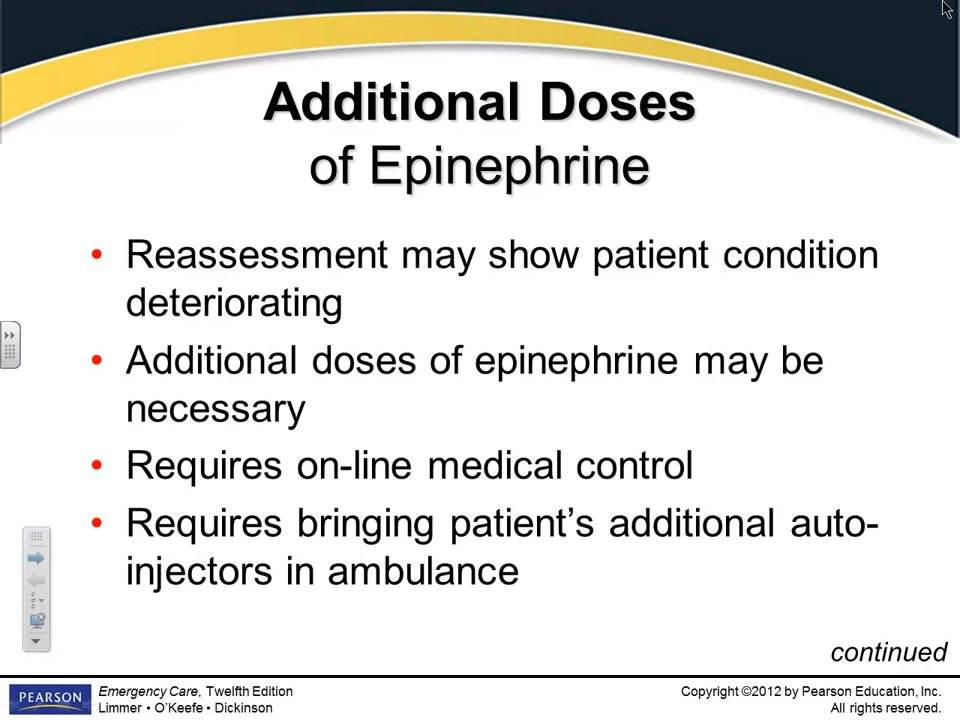 Additional Doses
of Epinephrine
• Reassessment may show patient condition
deteriorating
• Additional doses of epinephrine may be
necessary
• Requires on-line medical control
• Requires bringing patient’s additional auto-
injectors in ambulance
continued
PEARSON
Emergency Care, Twelfth Edition
Limmer • O’Keefe • Dickinson
Copyright ©2012 by Pearson Education, Inc.
All rights reserved.